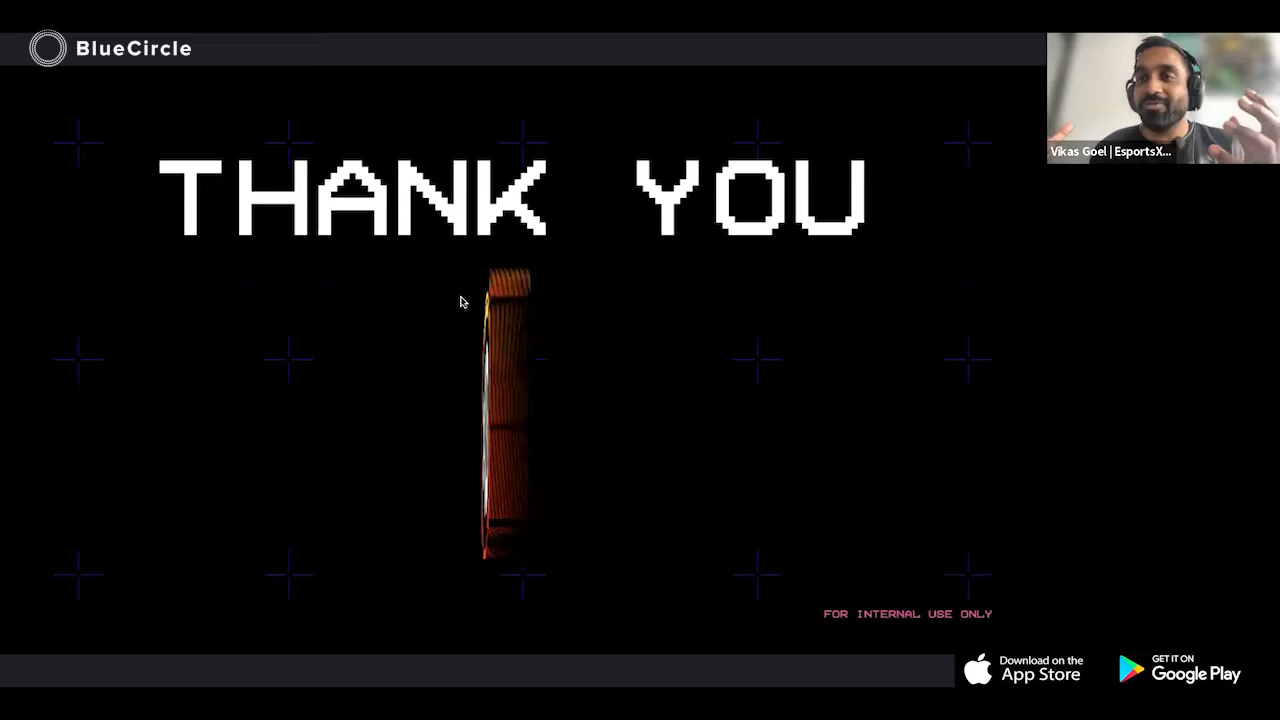 BlueCircle
Vikas Goel | EsportsX...
THANK YOU
FOR INTERNAL USE ONLY
Download on the
App Store
GET IT ON
Google Play